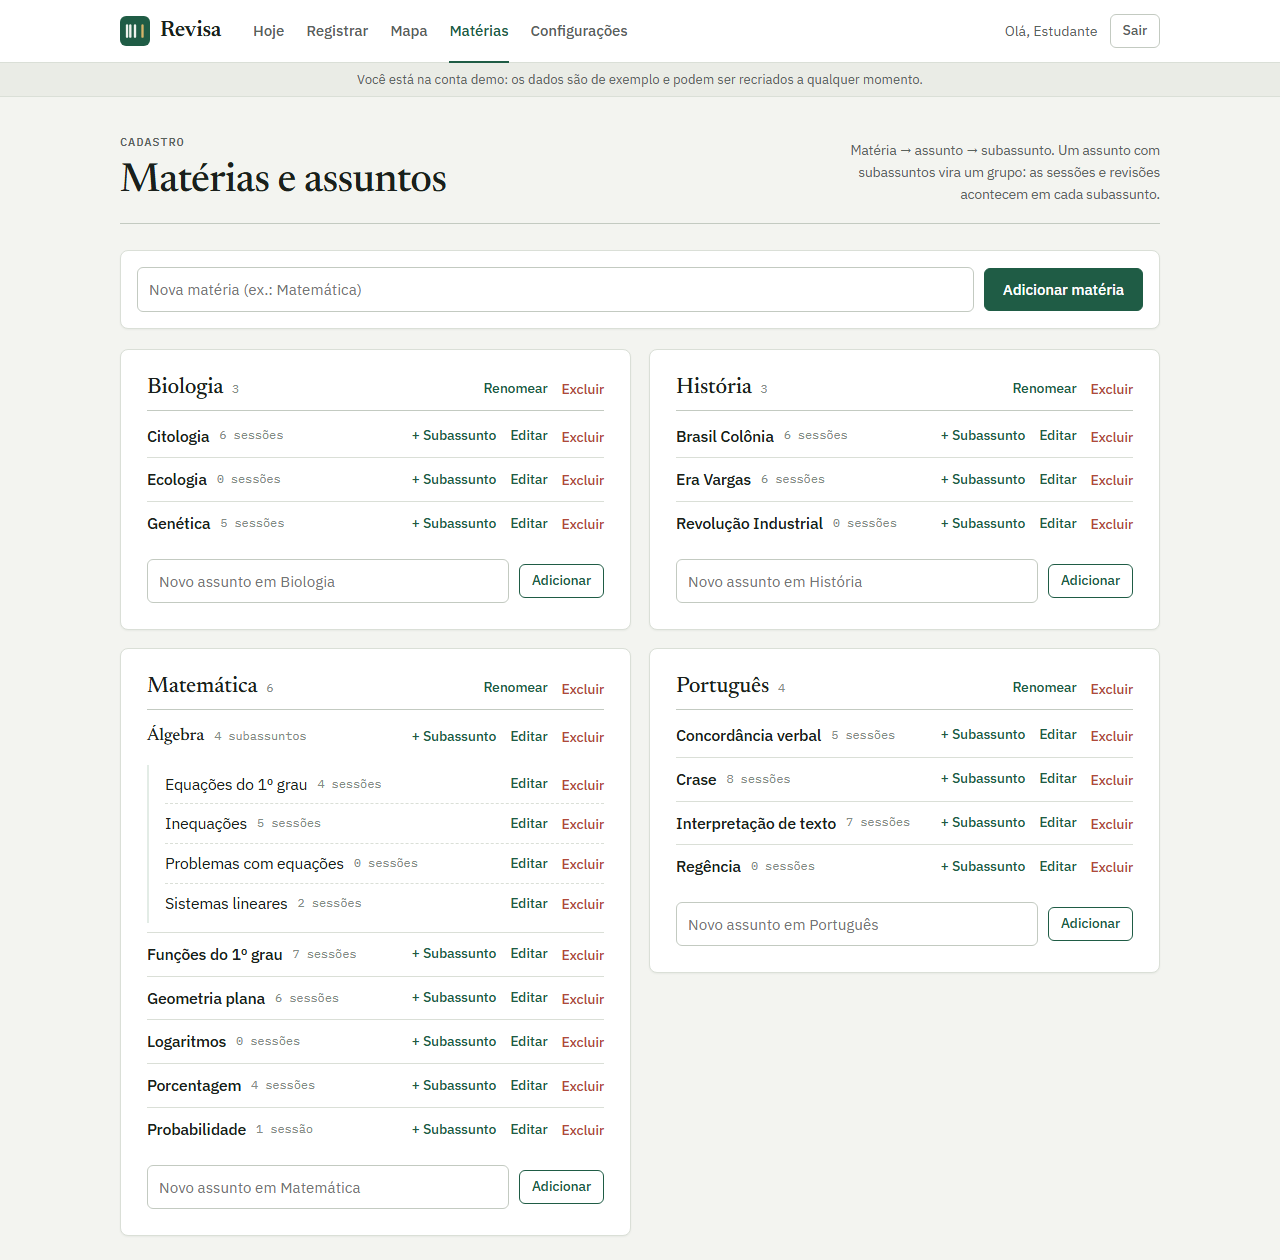 Revisa
Hoje
Registrar
Mapa
Matérias
Configurações
Olá, Estudante
Sair
Você está na conta demo: os dados são de exemplo e podem ser recriados a qualquer momento.
CADASTRO
Matérias e assuntos
Matéria → assunto → subassunto. Um assunto com
subassuntos vira um grupo: as sessões e revisões
acontecem em cada subassunto.
Nova matéria (ex.: Matemática)
Adicionar matéria
Biologia 3 Renomear Excluir
Citologia 6 sessões + Subassunto Editar Excluir
Ecologia 0 sessões + Subassunto Editar Excluir
Genética 5 sessões + Subassunto Editar Excluir
Novo assunto em Biologia Adicionar
História 3 Renomear Excluir
Brasil Colônia 6 sessões + Subassunto Editar Excluir
Era Vargas 6 sessões + Subassunto Editar Excluir
Revolução Industrial 0 sessões + Subassunto Editar Excluir
Novo assunto em História Adicionar
Matemática 6 Renomear Excluir
Álgebra 4 subassuntos + Subassunto Editar Excluir
Equações do 1º grau 4 sessões Editar Excluir
Inequações 5 sessões Editar Excluir
Problemas com equações 0 sessões Editar Excluir
Sistemas lineares 2 sessões Editar Excluir
Funções do 1º grau 7 sessões + Subassunto Editar Excluir
Geometria plana 6 sessões + Subassunto Editar Excluir
Logaritmos 0 sessões + Subassunto Editar Excluir
Porcentagem 4 sessões + Subassunto Editar Excluir
Probabilidade 1 sessão + Subassunto Editar Excluir
Novo assunto em Matemática Adicionar
Português 4 Renomear Excluir
Concordância verbal 5 sessões + Subassunto Editar Excluir
Crase 8 sessões + Subassunto Editar Excluir
Interpretação de texto 7 sessões + Subassunto Editar Excluir
Regência 0 sessões + Subassunto Editar Excluir
Novo assunto em Português Adicionar